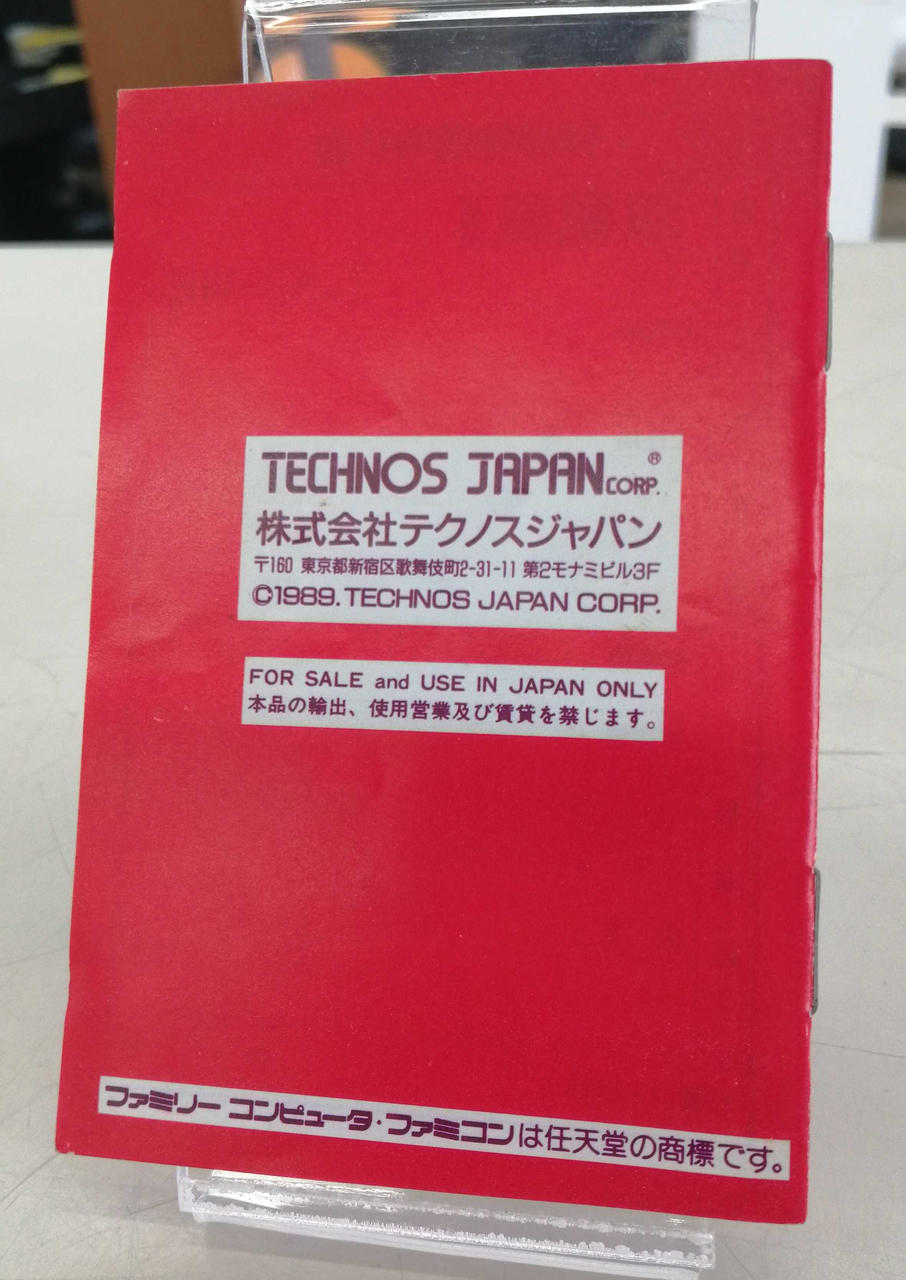 TECHNOS JAPAN CORP.®
株式会社テクノスジャパン
〒160 東京都新宿区歌舞伎町2-31-11 第2モナミビル3F
©1989. TECHNOS JAPAN CORP.
FOR SALE and USE IN JAPAN ONLY
本品の輸出、使用営業及び賃貸を禁じます。
ファミリー コンピュータ・ファミコンは任天堂の商標です。